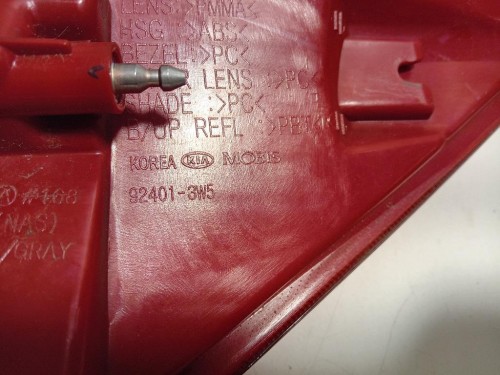 LENS :>PMMA<
HSG :>ABS<
BEZEL :>PC<
LENS :>PC<
SHADE :>PC<
B/UP REFL :>
KOREA KIA MOBIS
92401-3W5
#168
(NAS)
/GRAY